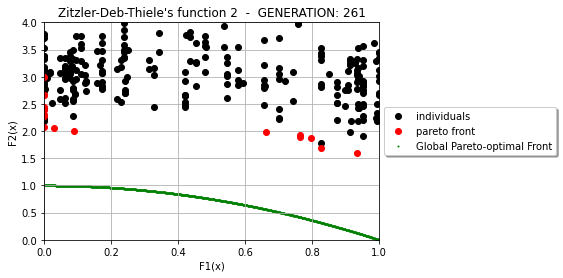 Zitzler-Deb-Thiele's function 2 - GENERATION: 261
F2(x)
4.0
3.5
3.0
2.5
2.0
1.5
1.0
0.5
0.0
0.0 0.2 0.4 0.6 0.8 1.0
F1(x)
individuals
pareto front
Global Pareto-optimal Front